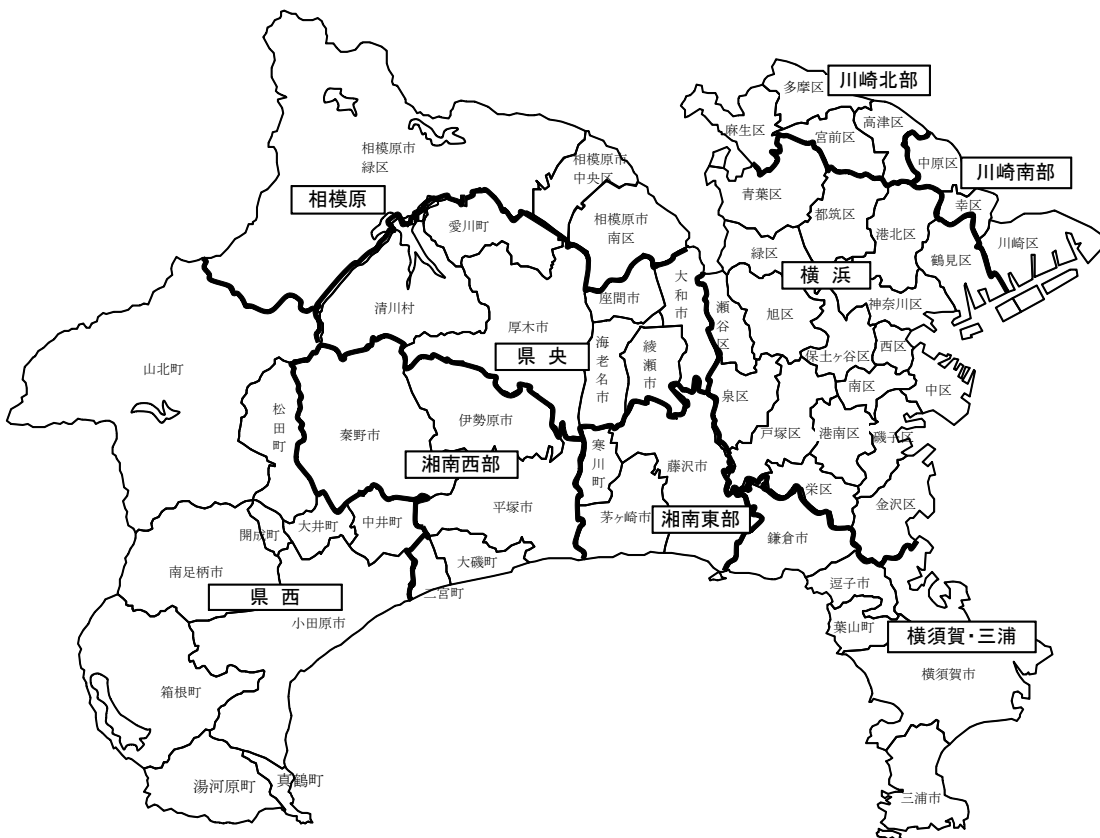 多摩区
川崎北部
麻生区
宮前区
高津区
中原区
川崎南部
相模原市
緑区
相模原市
中央区
相模原
相模原市
南区
青葉区
都筑区
幸区
港北区
川崎区
愛川町
緑区
鶴見区
横浜
大和市
座間市
瀬谷区
旭区
神奈川区
清川村
厚木市
県央
海老名市
綾瀬市
保土ヶ谷区
西区
南区
中区
山北町
泉区
松田町
秦野市
伊勢原市
戸塚区
港南区
磯子区
湘南西部
寒川町
藤沢市
栄区
金沢区
平塚市
茅ヶ崎市
湘南東部
鎌倉市
開成町
大井町
中井町
大磯町
二宮町
南足柄市
県西
小田原市
逗子市
葉山町
横須賀・三浦
横須賀市
箱根町
湯河原町
真鶴町
三浦市